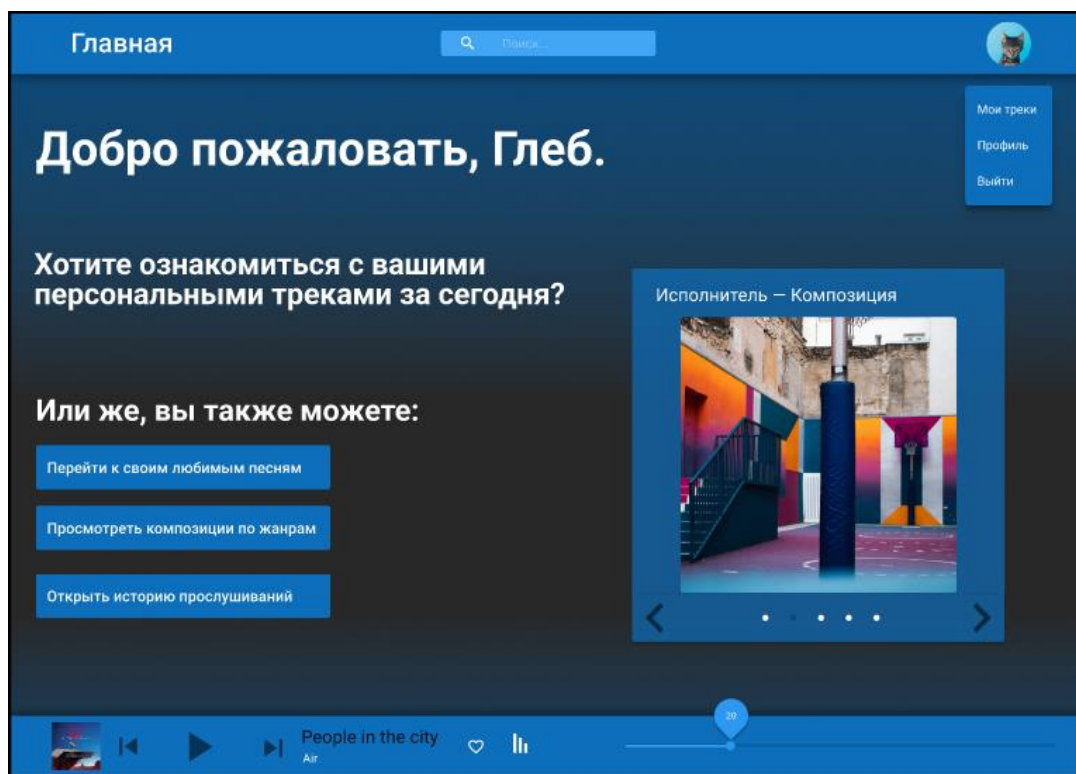 Главная
Поиск...
Мои треки
Профиль
Выйти
Добро пожаловать, Глеб.
Хотите ознакомиться с вашими
персональными треками за сегодня?
Исполнитель — Композиция
Или же, вы также можете:
Перейти к своим любимым песням
Просмотреть композиции по жанрам
Открыть историю прослушиваний
People in the city
Air
20